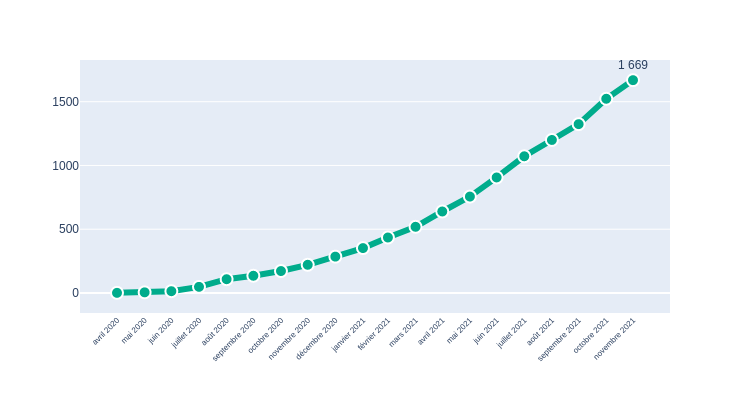 1 669
1500
1000
500
0
avril 2020
mai 2020
juin 2020
juillet 2020
août 2020
septembre 2020
octobre 2020
novembre 2020
décembre 2020
janvier 2021
février 2021
mars 2021
avril 2021
mai 2021
juin 2021
juillet 2021
août 2021
septembre 2021
octobre 2021
novembre 2021